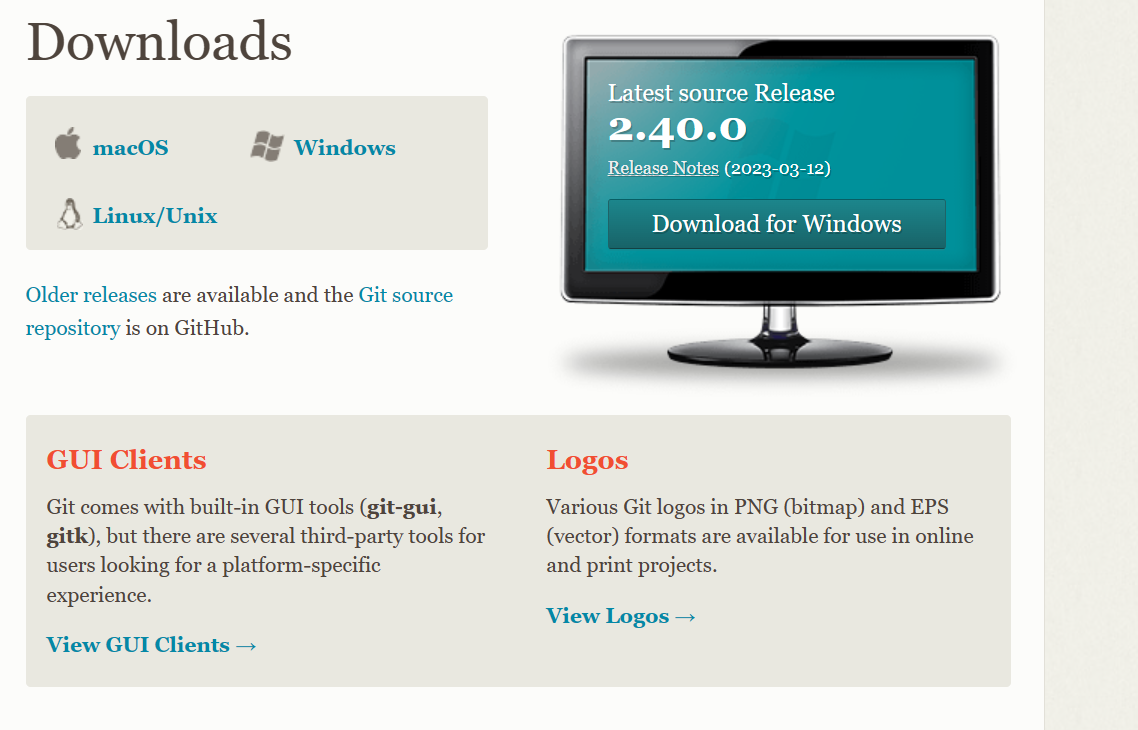 Downloads
macOS
Windows
Linux/Unix
Older releases are available and the Git source
repository is on GitHub.
Latest source Release
2.40.0
Release Notes (2023-03-12)
Download for Windows
GUI Clients
Git comes with built-in GUI tools (git-gui,
gitk), but there are several third-party tools for
users looking for a platform-specific
experience.
View GUI Clients →
Logos
Various Git logos in PNG (bitmap) and EPS
(vector) formats are available for use in online
and print projects.
View Logos →